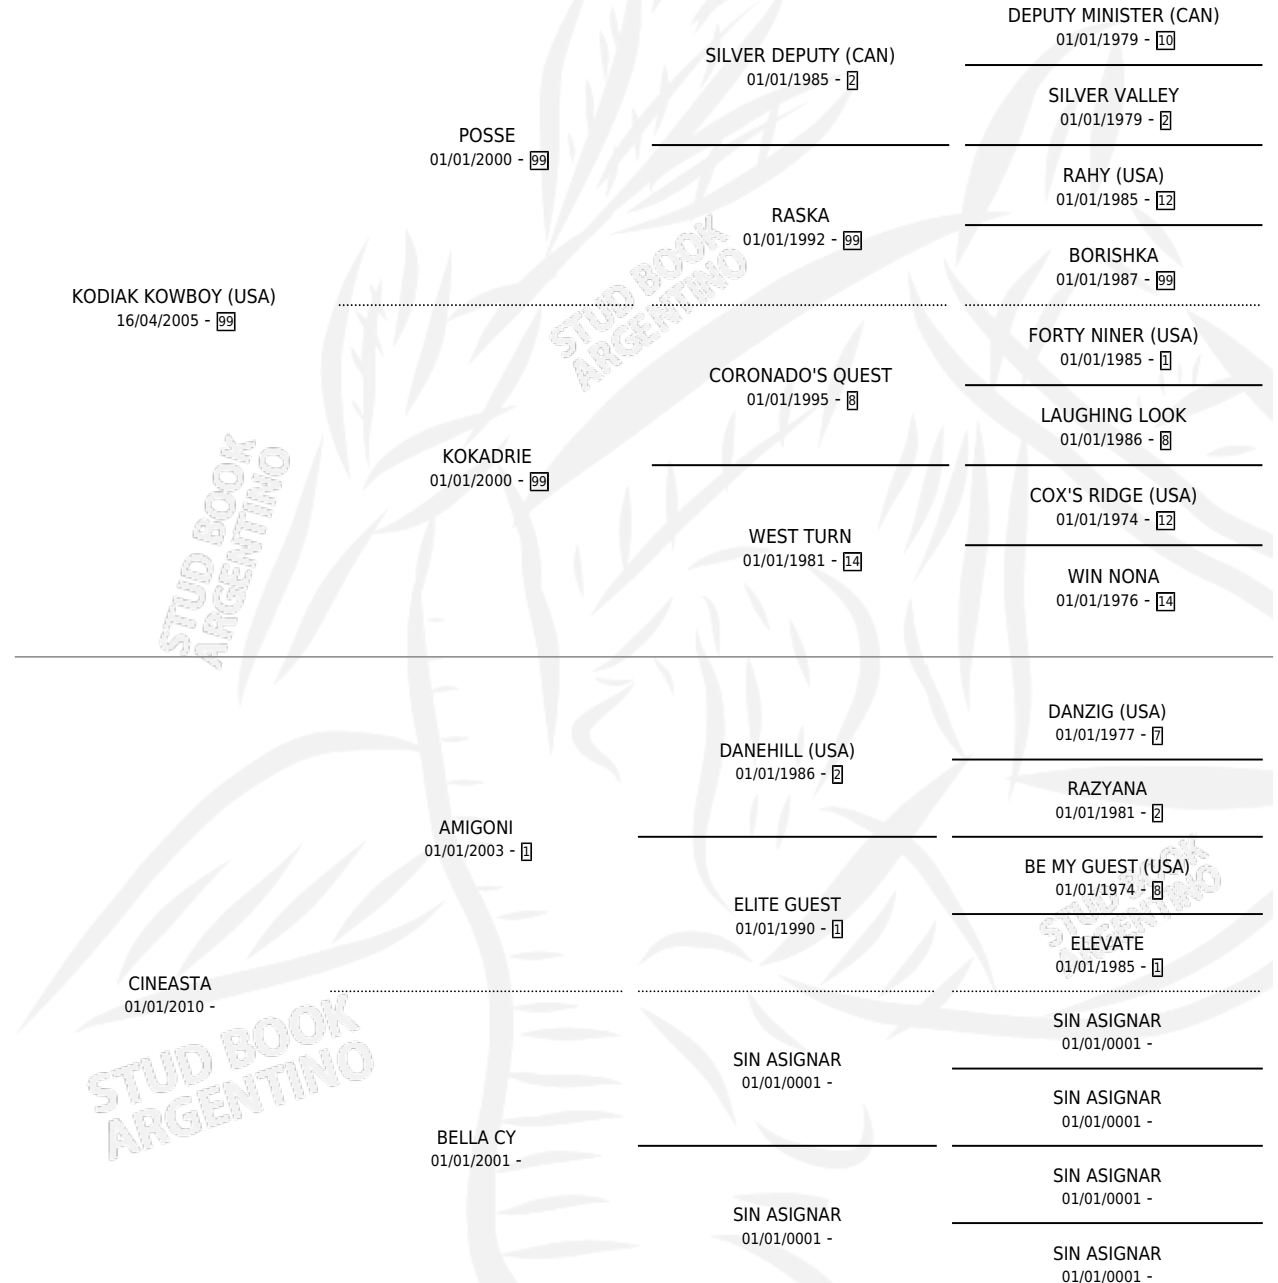 DEPUTY MINISTER (CAN)
01/01/1979 - 10
SILVER DEPUTY (CAN)
01/01/1985 - 2
SILVER VALLEY
01/01/1979 - 2
POSSE
01/01/2000 - 99
RAHY (USA)
01/01/1985 - 12
RASKA
01/01/1992 - 99
BORISHKA
01/01/1987 - 99
KODIAK KOWBOY (USA)
16/04/2005 - 99
FORTY NINER (USA)
01/01/1985 - 1
CORONADO'S QUEST
01/01/1995 - 8
LAUGHING LOOK
01/01/1986 - 8
KOKADRIE
01/01/2000 - 99
COX'S RIDGE (USA)
01/01/1974 - 12
WEST TURN
01/01/1981 - 14
WIN NONA
01/01/1976 - 14
DANZIG (USA)
01/01/1977 - 7
DANEHILL (USA)
01/01/1986 - 2
RAZYANA
01/01/1981 - 2
AMIGONI
01/01/2003 - 1
BE MY GUEST (USA)
01/01/1974 - 8
ELITE GUEST
01/01/1990 - 1
ELEVATE
01/01/1985 - 1
CINEASTA
01/01/2010 -
SIN ASIGNAR
01/01/0001 -
SIN ASIGNAR
01/01/0001 -
SIN ASIGNAR
01/01/0001 -
BELLA CY
01/01/2001 -
SIN ASIGNAR
01/01/0001 -
SIN ASIGNAR
01/01/0001 -
SIN ASIGNAR
01/01/0001 -
STUD BOOK
ARGENTINO
STUD BOOK
ARGENTINO
STUD BOOK
ARGENTINO
STUD BOOK
ARGENTINO